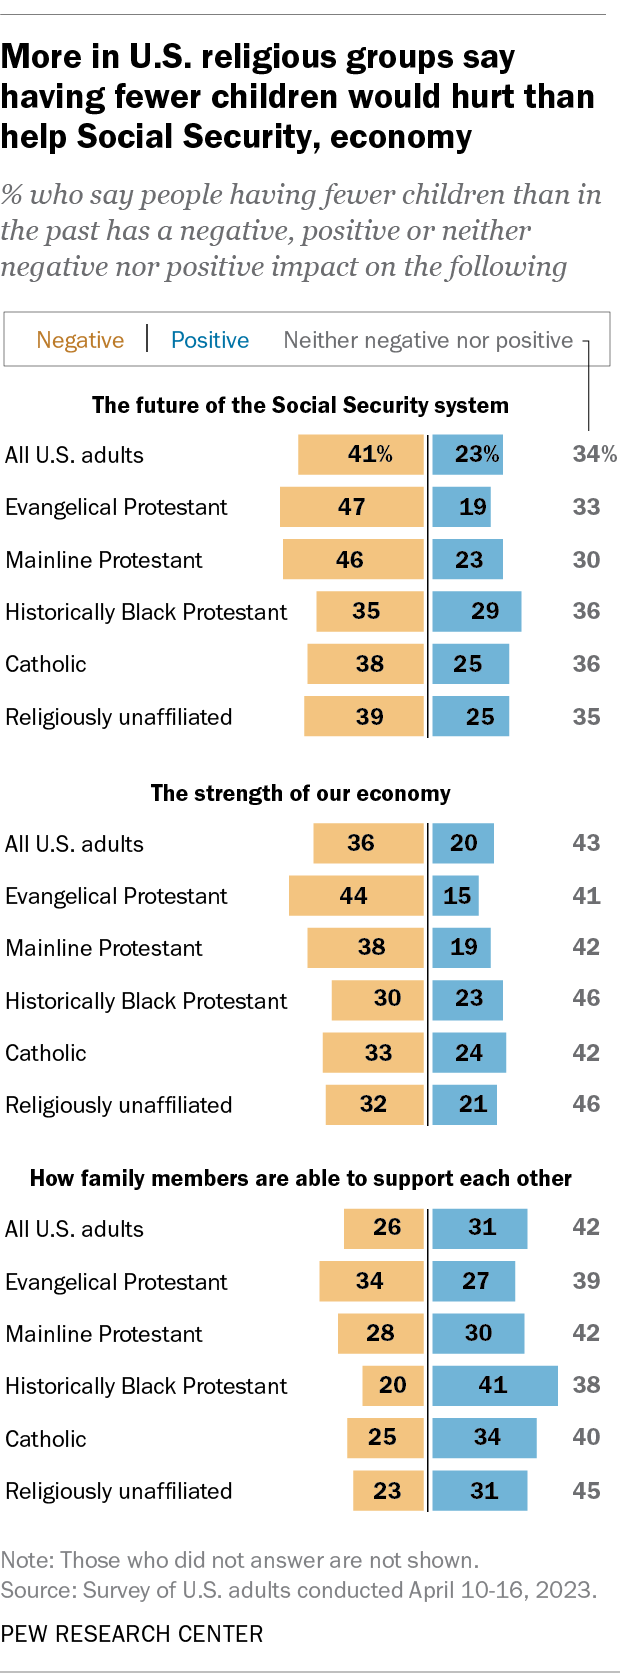 More in U.S. religious groups say
having fewer children would hurt than
help Social Security, economy
% who say people having fewer children than in
the past has a negative, positive or neither
negative nor positive impact on the following
Negative | Positive Neither negative nor positive
The future of the Social Security system
All U.S. adults 41% 23% 34%
Evangelical Protestant 47 19 33
Mainline Protestant 46 23 30
Historically Black Protestant 35 29 36
Catholic 38 25 36
Religiously unaffiliated 39 25 35
The strength of our economy
All U.S. adults 36 20 43
Evangelical Protestant 44 15 41
Mainline Protestant 38 19 42
Historically Black Protestant 30 23 46
Catholic 33 24 42
Religiously unaffiliated 32 21 46
How family members are able to support each other
All U.S. adults 26 31 42
Evangelical Protestant 34 27 39
Mainline Protestant 28 30 42
Historically Black Protestant 20 41 38
Catholic 25 34 40
Religiously unaffiliated 23 31 45
Note: Those who did not answer are not shown.
Source: Survey of U.S. adults conducted April 10-16, 2023.
PEW RESEARCH CENTER